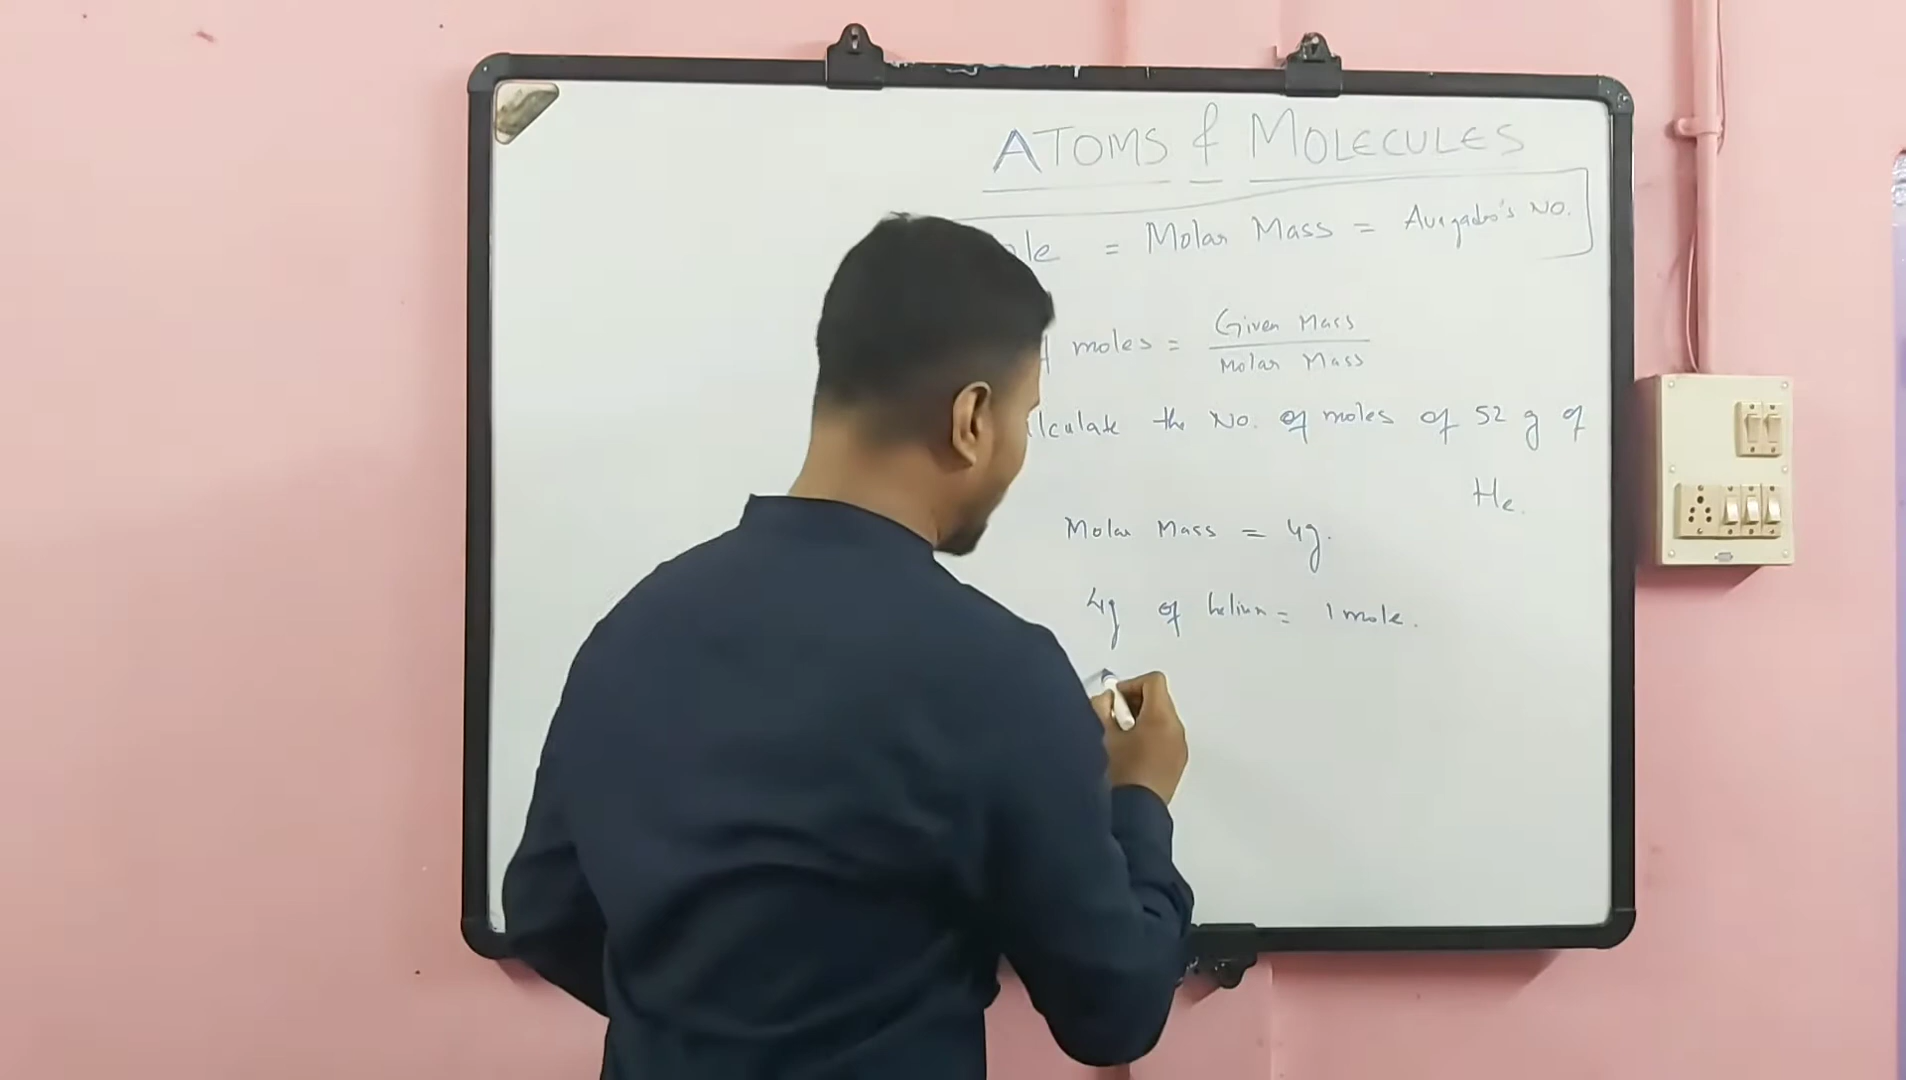 ATOMS & MOLECULES
ole = Molar Mass = Avogadro's No.
f moles = Given Mass
Molar Mass
lculate the No. of moles of 52 g of
He.
Molar Mass = 4g.
4g of helium = 1 mole.